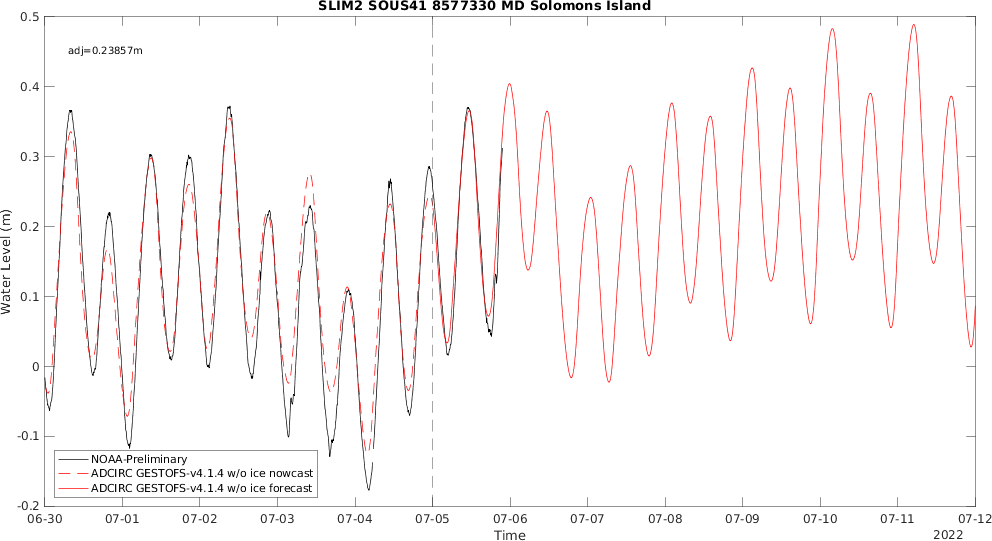 SLIM2 SOUS41 8577330 MD Solomons Island
adj=0.23857m
0.5
0.4
0.3
0.2
0.1
0
-0.1
-0.2
Water Level (m)
NOAA-Preliminary
ADCIRC GESTOFS-v4.1.4 w/o ice nowcast
ADCIRC GESTOFS-v4.1.4 w/o ice forecast
06-30 07-01 07-02 07-03 07-04 07-05 07-06 07-07 07-08 07-09 07-10 07-11 07-12
Time
2022